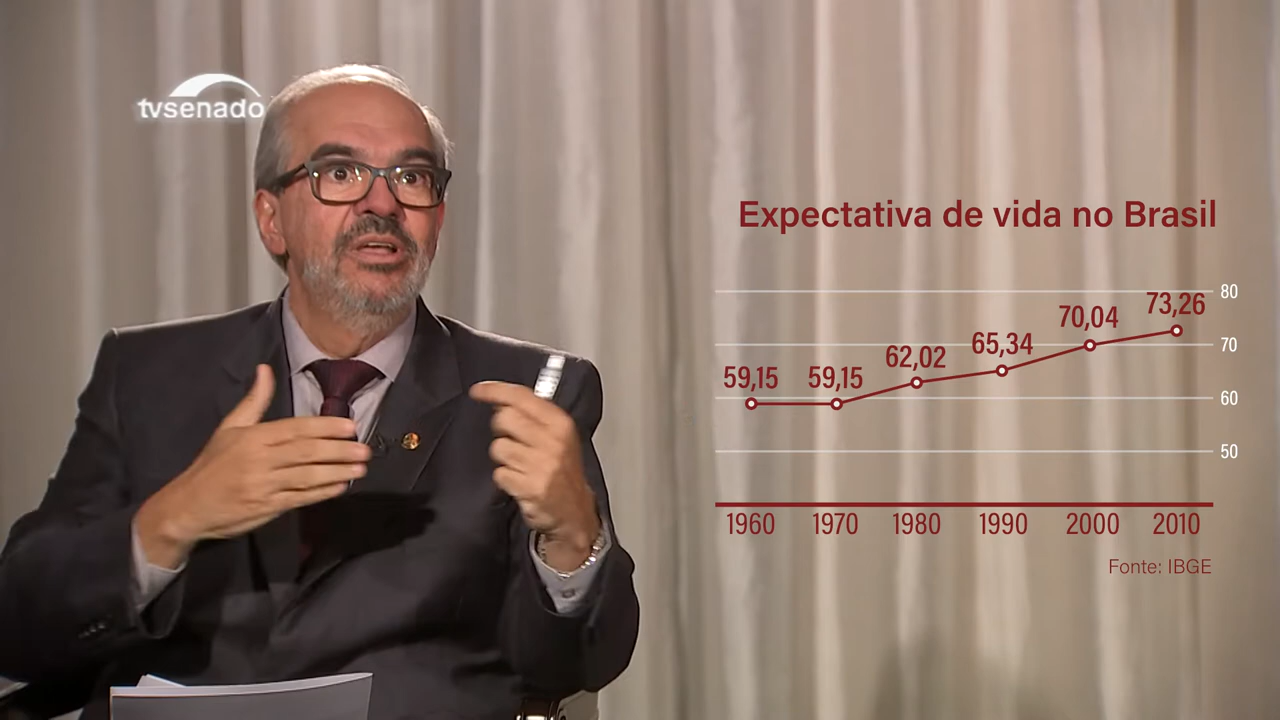 tvsenado
Expectativa de vida no Brasil
80
73,26
70,04
70
65,34
62,02
59,15 59,15
60
50
1960 1970 1980 1990 2000 2010
Fonte: IBGE